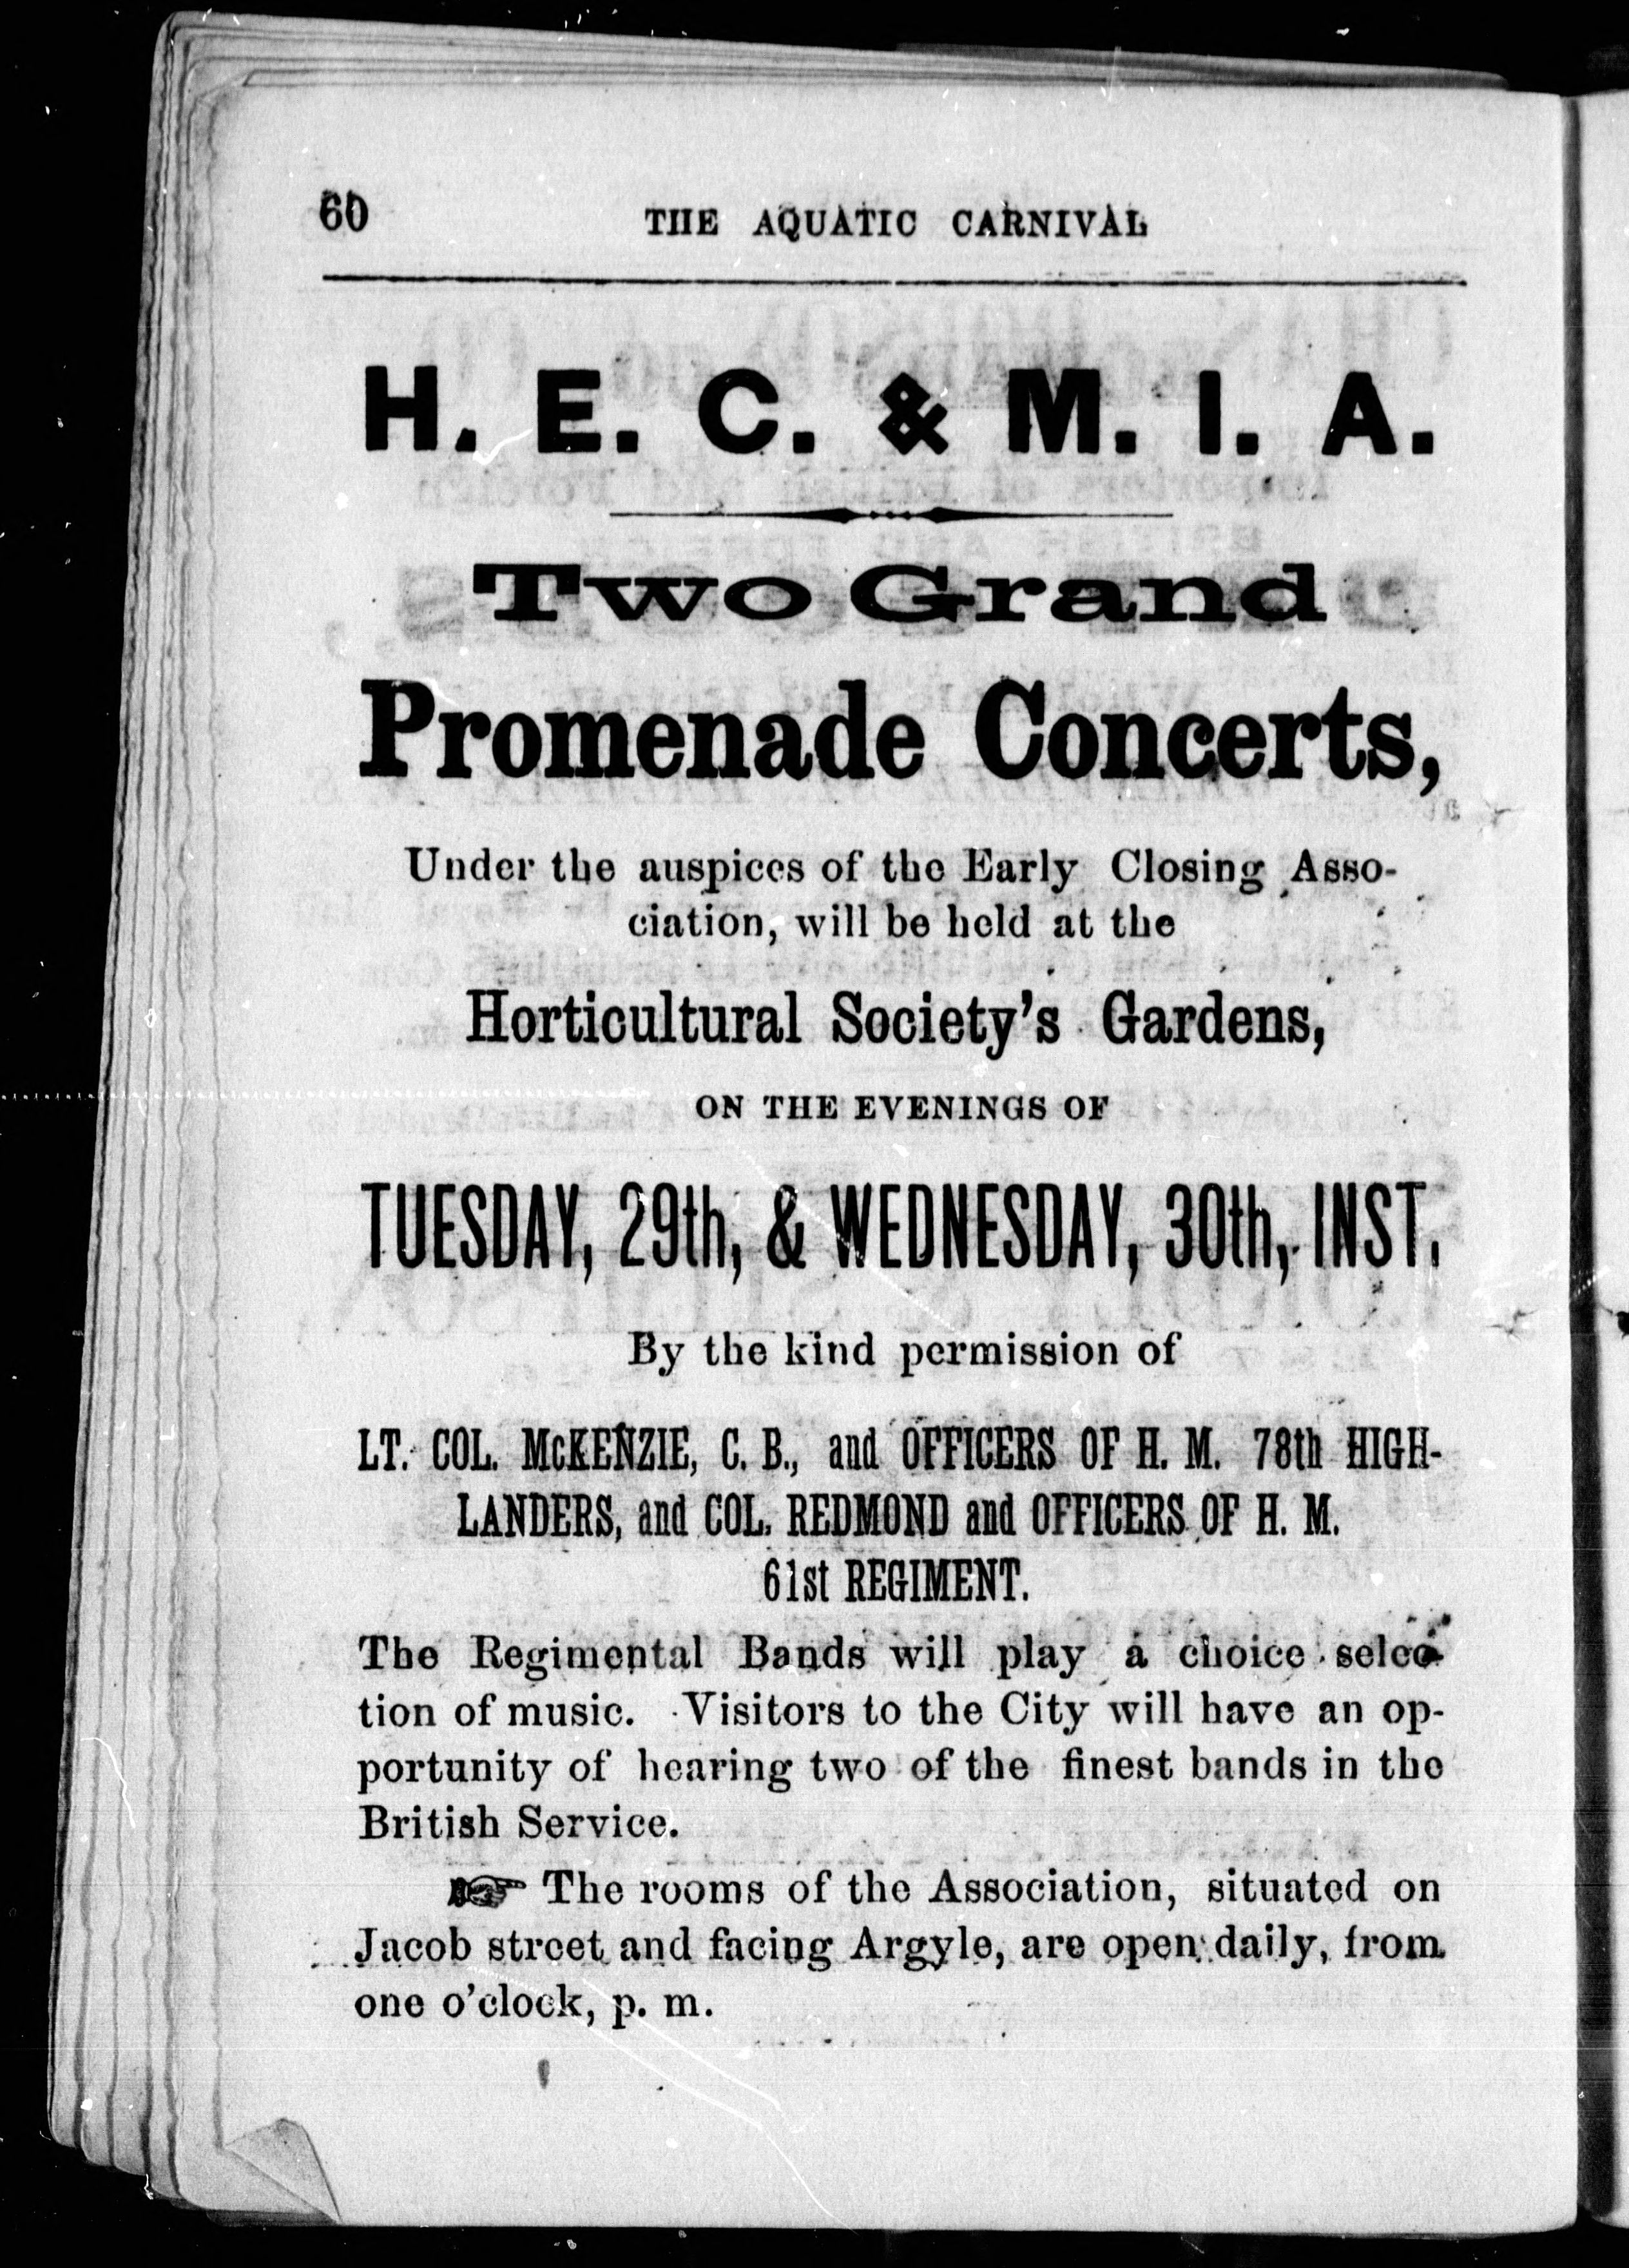 60 THE AQUATIC CARNIVAL
H. E. C. & M. I. A.
Two Grand
Promenade Concerts,
Under the auspices of the Early Closing Asso-
ciation, will be held at the
Horticultural Society's Gardens,
ON THE EVENINGS OF
TUESDAY, 29th, & WEDNESDAY, 30th, INST.
By the kind permission of
LT. COL. McKENZIE, C. B., and OFFICERS OF H. M. 78th HIGH-
LANDERS, and COL. REDMOND and OFFICERS OF H. M.
61st REGIMENT.
The Regimental Bands will play a choice selec-
tion of music. Visitors to the City will have an op-
portunity of hearing two of the finest bands in the
British Service.
☞ The rooms of the Association, situated on
Jacob street and facing Argyle, are open daily, from
one o'clock, p. m.